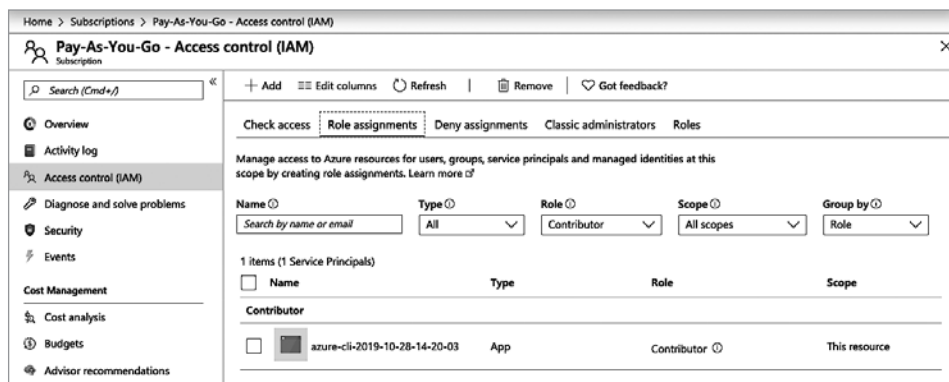 Home > Subscriptions > Pay-As-You-Go - Access control (IAM)
Pay-As-You-Go - Access control (IAM)
Subscription
Search (Cmd+/)
Overview
Activity log
Access control (IAM)
Diagnose and solve problems
Security
Events
Cost Management
Cost analysis
Budgets
Advisor recommendations
Add Edit columns Refresh Remove Got feedback?
Check access Role assignments Deny assignments Classic administrators Roles
Manage access to Azure resources for users, groups, service principals and managed identities at this
scope by creating role assignments. Learn more
Name Type Role Scope Group by
Search by name or email All Contributor All scopes Role
1 items (1 Service Principals)
Name Type Role Scope
Contributor
azure-cli-2019-10-28-14-20-03 App Contributor This resource